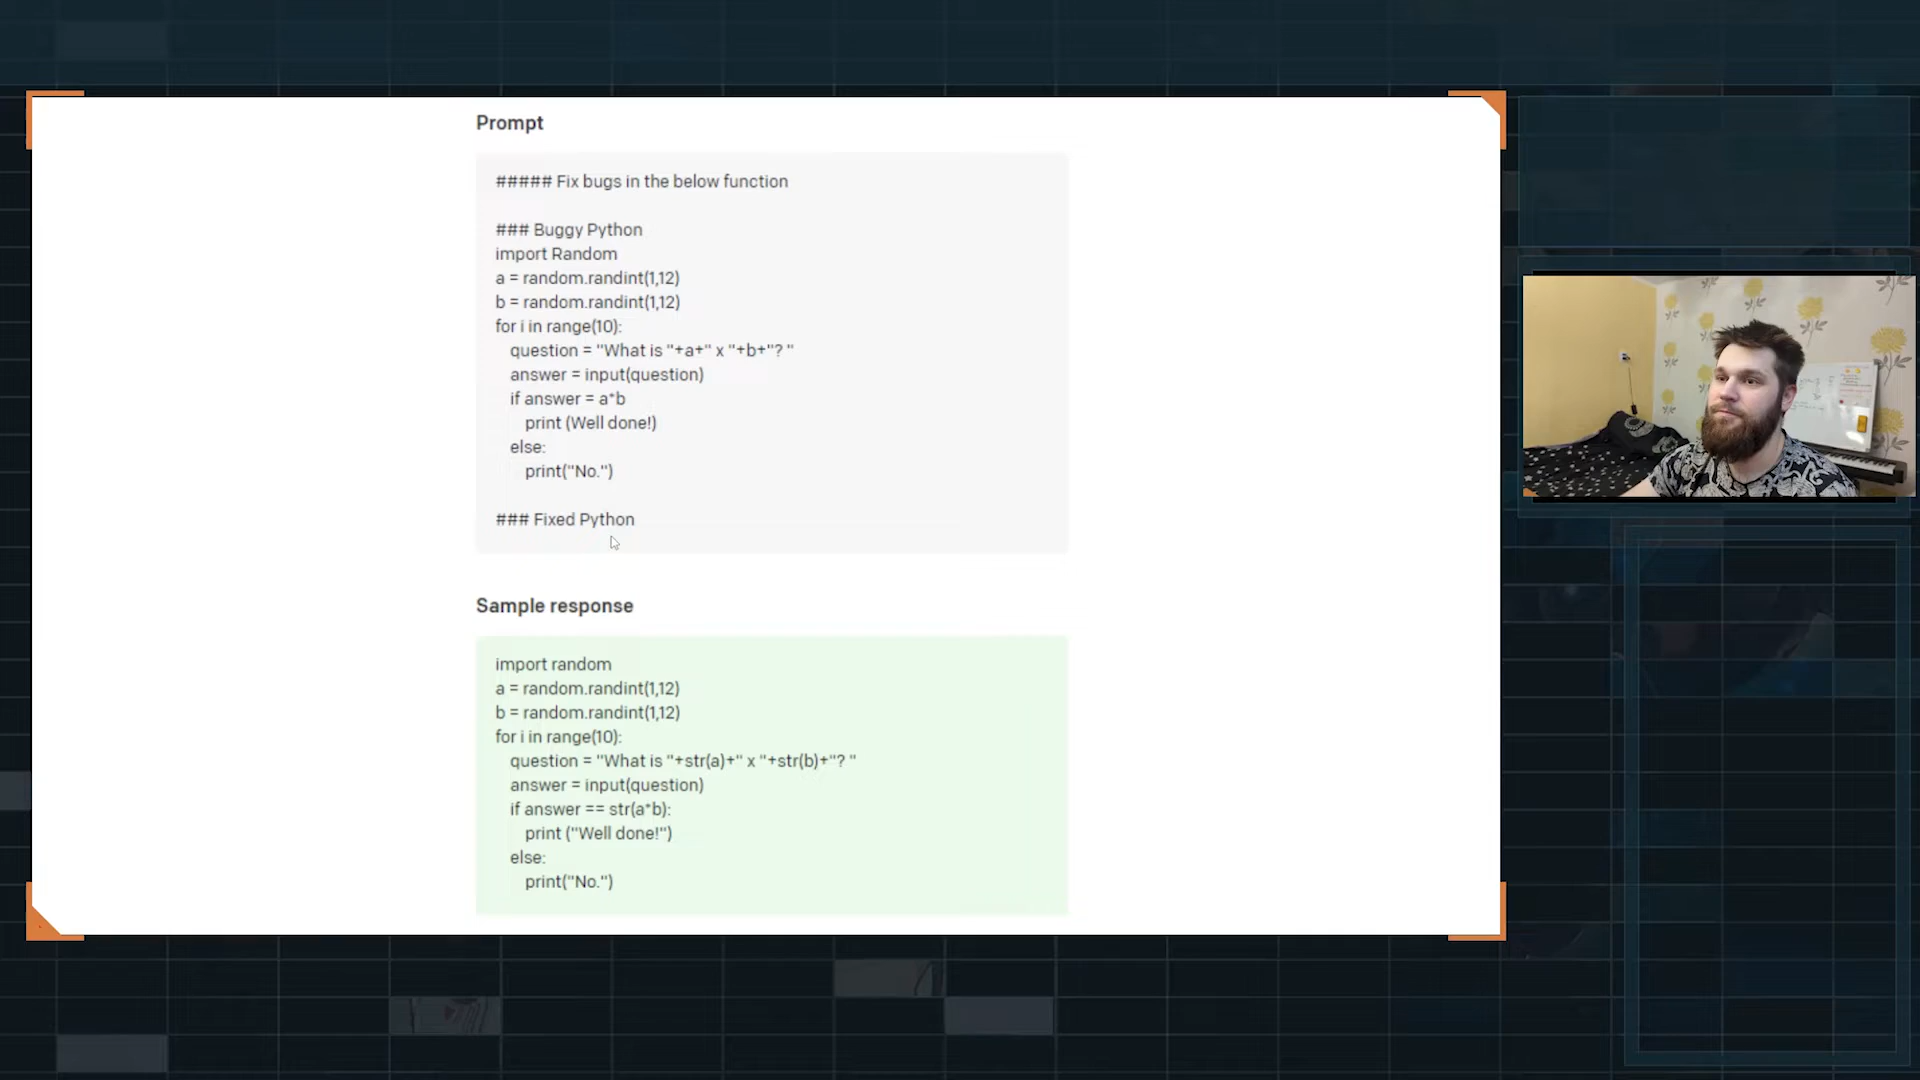 Prompt
##### Fix bugs in the below function
### Buggy Python
import Random
a = random.randint(1,12)
b = random.randint(1,12)
for i in range(10):
question = "What is "+a+" x "+b+"? "
answer = input(question)
if answer = a*b
print (Well done!)
else:
print("No.")
### Fixed Python
Sample response
import random
a = random.randint(1,12)
b = random.randint(1,12)
for i in range(10):
question = "What is "+str(a)+" x "+str(b)+"? "
answer = input(question)
if answer == str(a*b):
print ("Well done!")
else:
print("No.")